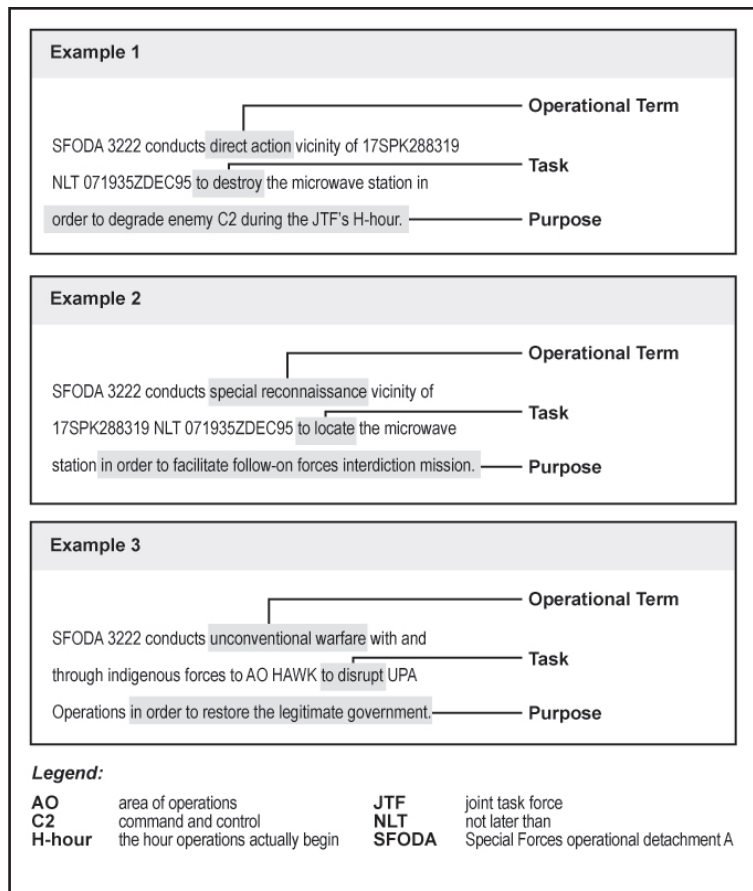 Example 1
Operational Term
SFODA 3222 conducts direct action vicinity of 17SPK288319
Task
NLT 071935ZDEC95 to destroy the microwave station in
order to degrade enemy C2 during the JTF's H-hour.
Purpose
Example 2
Operational Term
SFODA 3222 conducts special reconnaissance vicinity of
Task
17SPK288319 NLT 071935ZDEC95 to locate the microwave
station in order to facilitate follow-on forces interdiction mission.
Purpose
Example 3
Operational Term
SFODA 3222 conducts unconventional warfare with and
Task
through indigenous forces to AO HAWK to disrupt UPA
Operations in order to restore the legitimate government.
Purpose
Legend:
AO area of operations JTF joint task force
C2 command and control NLT not later than
H-hour the hour operations actually begin SFODA Special Forces operational detachment A